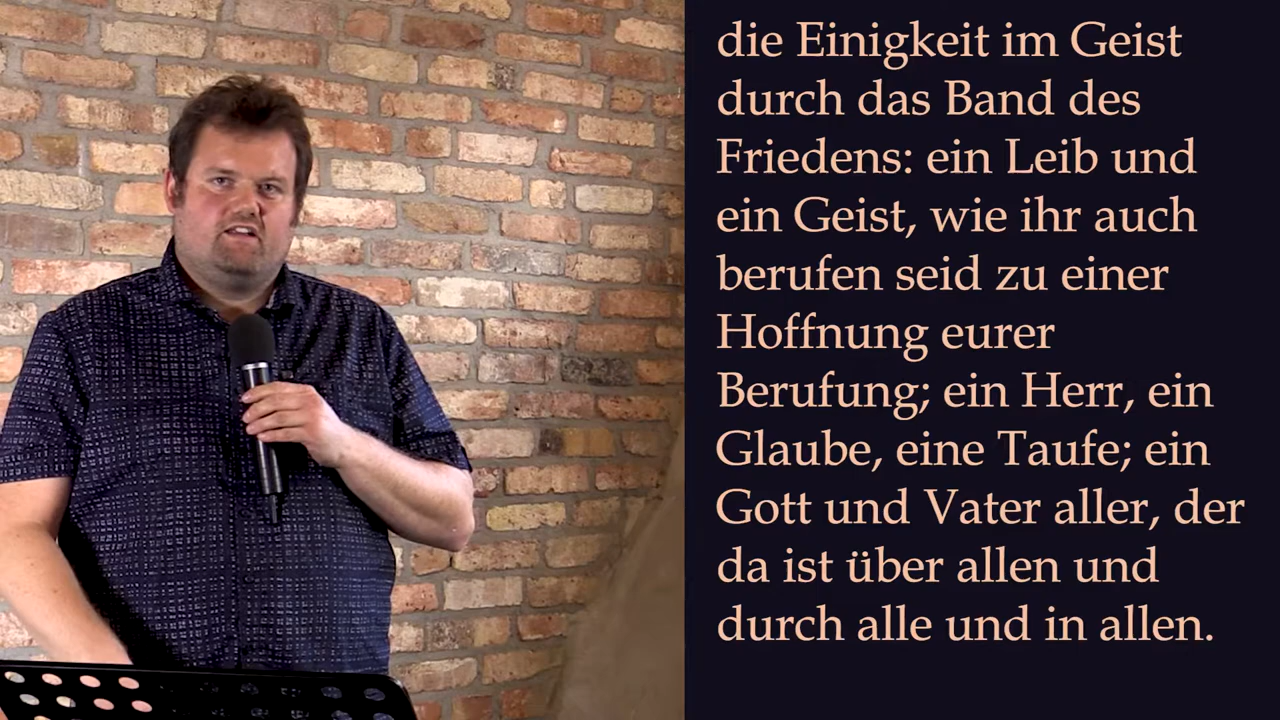 die Einigkeit im Geist
durch das Band des
Friedens: ein Leib und
ein Geist, wie ihr auch
berufen seid zu einer
Hoffnung eurer
Berufung; ein Herr, ein
Glaube, eine Taufe; ein
Gott und Vater aller, der
da ist über allen und
durch alle und in allen.